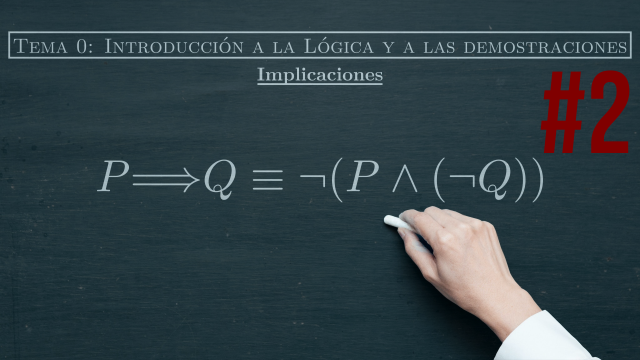 Tema 0: Introducción a la Lógica y a las demostraciones
Implicaciones
#2
P⟹Q ≡ ¬(P ∧ (¬Q))